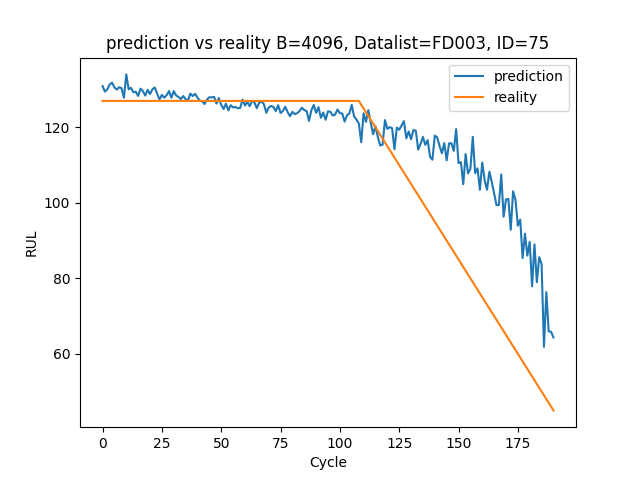 prediction vs reality B=4096, Datalist=FD003, ID=75
prediction
reality
RUL
120
100
80
60
0 25 50 75 100 125 150 175
Cycle